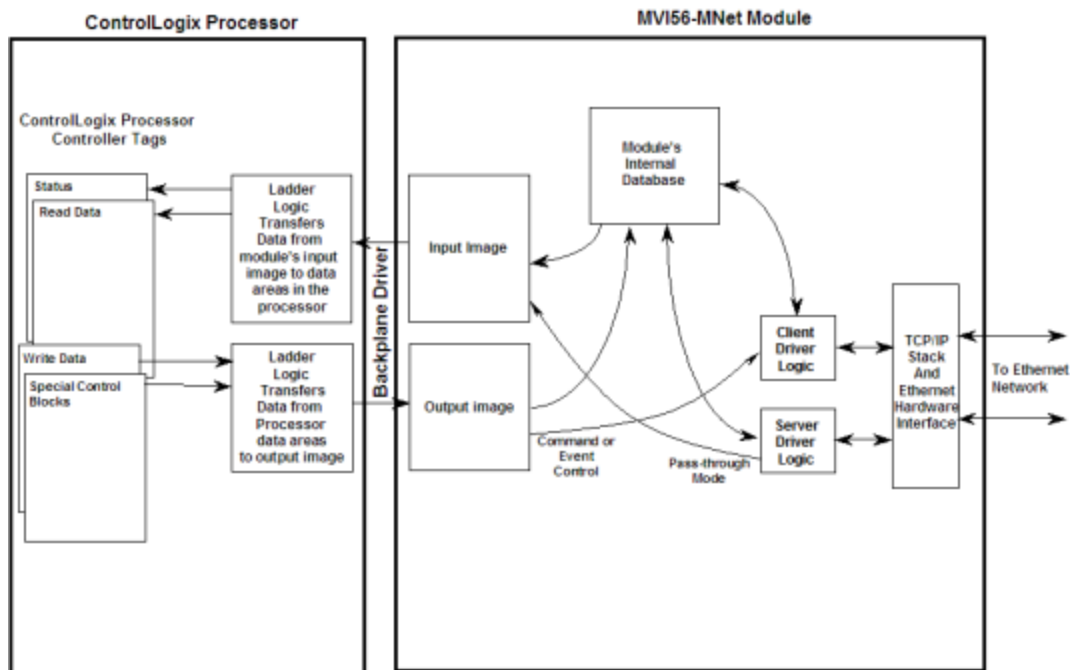 ControlLogix Processor
MVI56-MNet Module
ControlLogix Processor
Controller Tags
Status
Read Data
Write Data
Special Control
Blocks
Ladder
Logic
Transfers
Data from
module's input
image to data
areas in the
processor
Ladder
Logic
Transfers
Data from
Processor
data areas
to output image
Backplane Driver
Input Image
Output image
Module's
Internal
Database
Command or
Event
Control
Pass-through
Mode
Client
Driver
Logic
Server
Driver
Logic
TCP/IP
Stack
And
Ethernet
Hardware
Interface
To Ethernet
Network